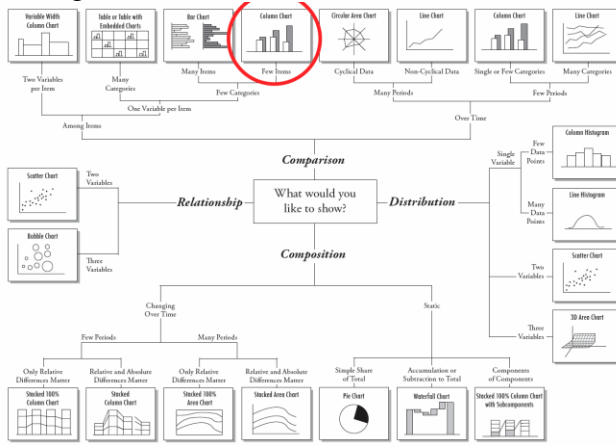 Variable Width
Column Chart
Table or Table with
Embedded Charts
Bar Chart
Column Chart
Circular Area Chart
Line Chart
Column Chart
Line Chart
Two Variables
per Item
Many
Categories
Many Items
Few Items
Cyclical Data
Non-Cyclical Data
Single or Few Categories
Many Categories
Few Categories
Many Periods
Few Periods
One Variable per Item
Among Items
Over Time
Comparison
What would you
like to show?
Relationship
Distribution
Composition
Scatter Chart
Two
Variables
Bubble Chart
Three
Variables
Single
Variable
Few
Data
Points
Column Histogram
Many
Data
Points
Line Histogram
Two
Variables
Scatter Chart
Three
Variables
3D Area Chart
Changing
Over Time
Static
Few Periods
Many Periods
Only Relative
Differences Matter
Relative and Absolute
Differences Matter
Only Relative
Differences Matter
Relative and Absolute
Differences Matter
Simple Share
of Total
Accumulation or
Subtraction to Total
Components
of Components
Stacked 100%
Column Chart
Stacked
Column Chart
Stacked 100%
Area Chart
Stacked Area Chart
Pie Chart
Waterfall Chart
Stacked 100% Column Chart
with Subcomponents